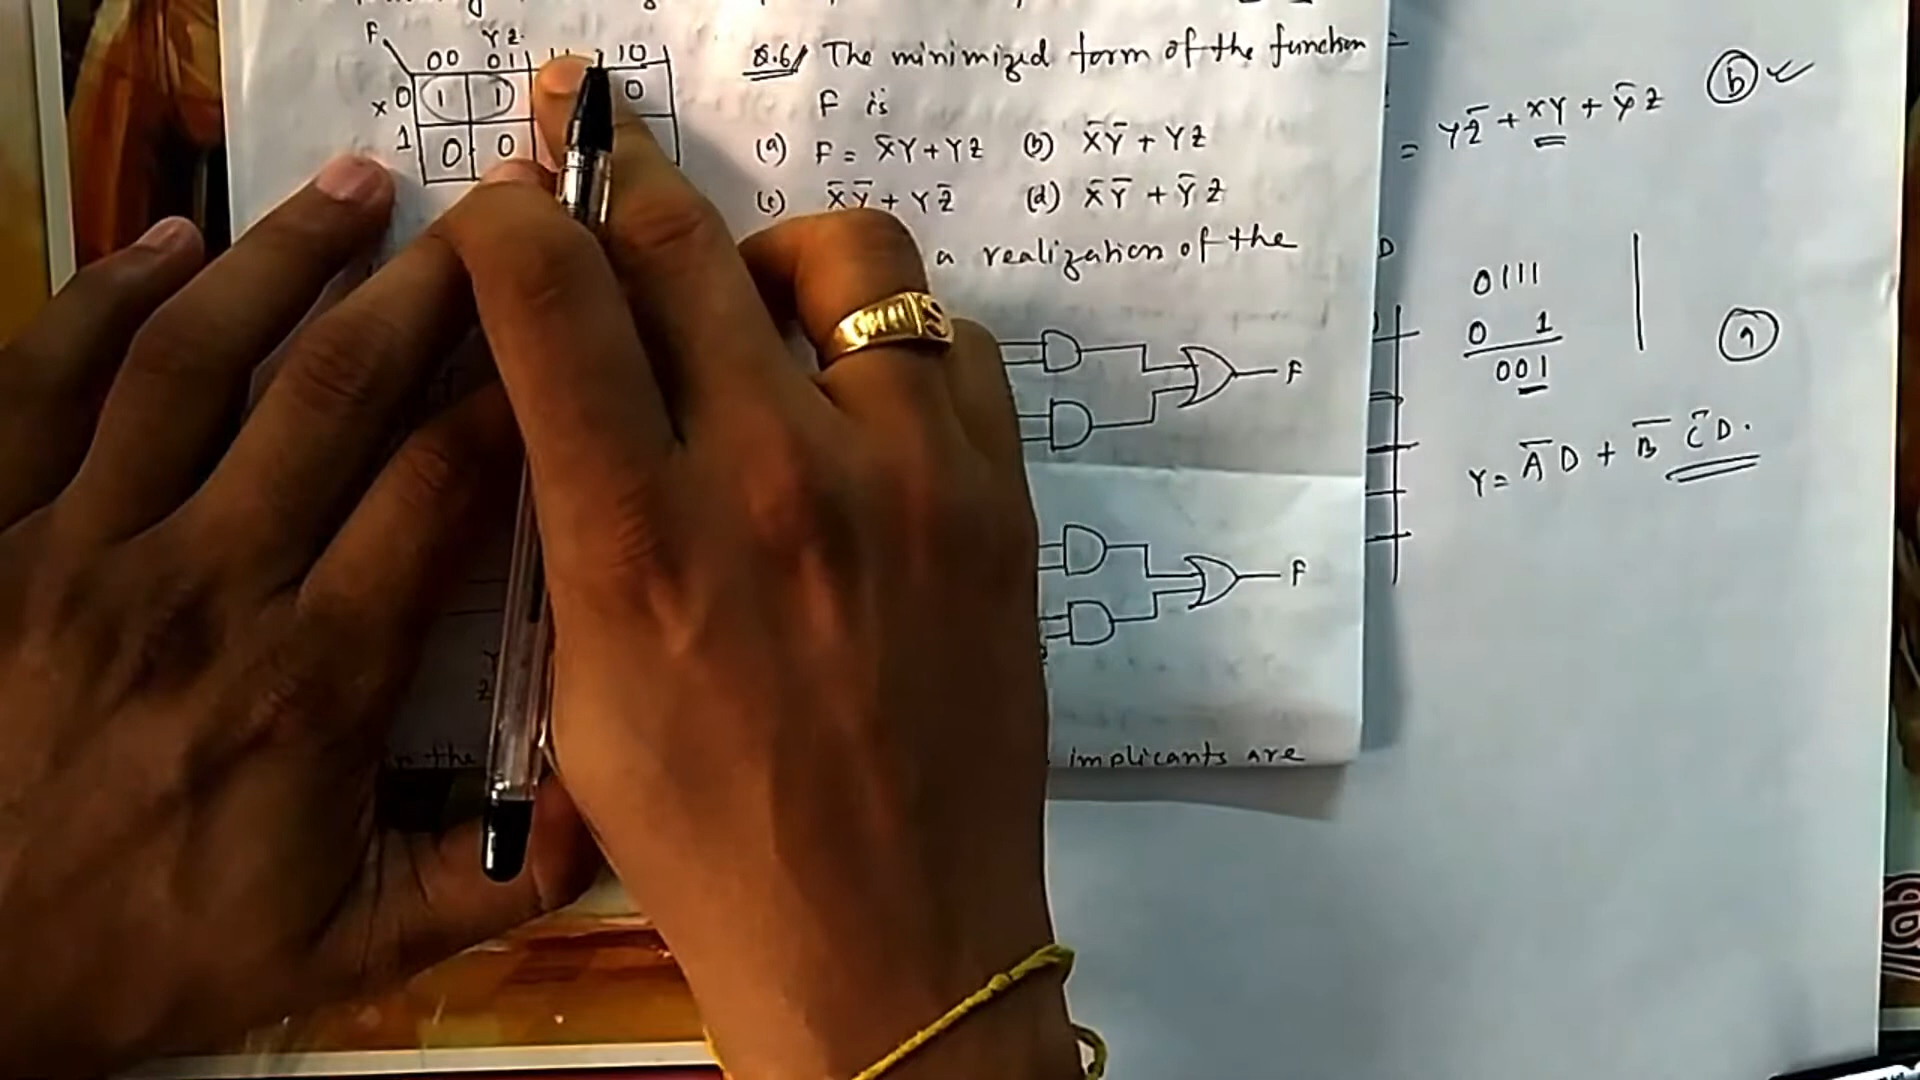 F
YZ
00 01 10
X 0 1 1 0
1 0 0
Q.6/ The minimized form of the function
F is
(a) F = X̄Y+YZ (b) X̄Ȳ + YZ
(c) X̄Ȳ + YZ̄ (d) X̄Ȳ + ȲZ
a realization of the
F
F
implicants are
= YZ̄ + XY + ȲZ (b) ✓
D
0111
0 1
001
(a)
Y = ĀD + B̄ C̄D.